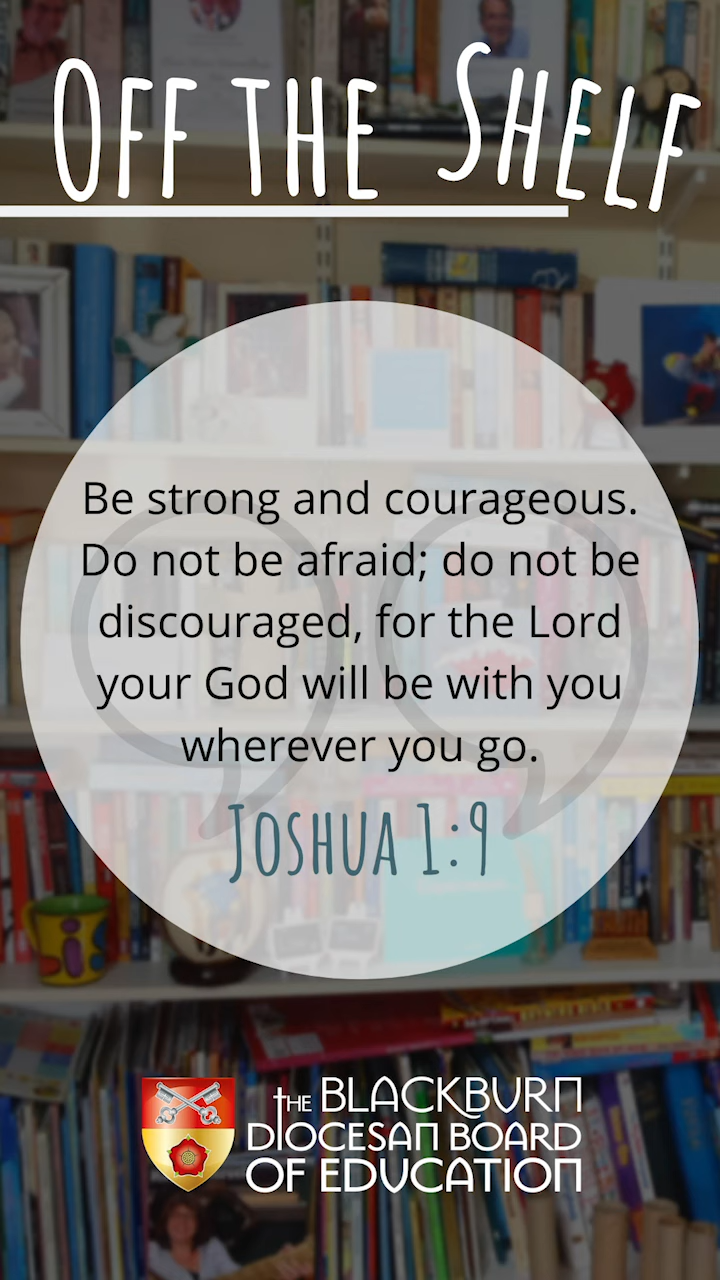 Off the Shelf
Be strong and courageous.
Do not be afraid; do not be
discouraged, for the Lord
your God will be with you
wherever you go.
Joshua 1:9
the Blackburn
Diocesan Board
of Education